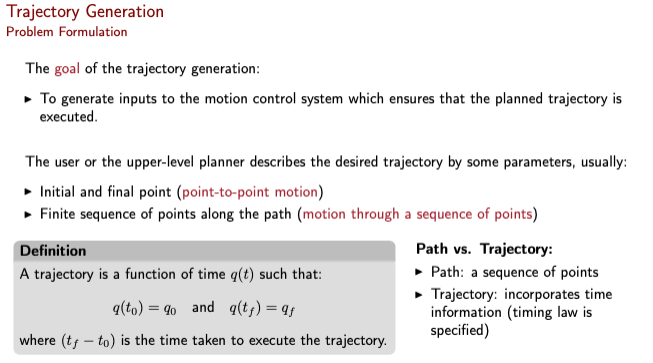 Trajectory Generation
Problem Formulation
The goal of the trajectory generation:
► To generate inputs to the motion control system which ensures that the planned trajectory is
executed.
The user or the upper-level planner describes the desired trajectory by some parameters, usually:
► Initial and final point (point-to-point motion)
► Finite sequence of points along the path (motion through a sequence of points)
Definition
A trajectory is a function of time q(t) such that:
q(t₀) = q₀ and q(t_f) = q_f
where (t_f − t₀) is the time taken to execute the trajectory.
Path vs. Trajectory:
► Path: a sequence of points
► Trajectory: incorporates time
information (timing law is
specified)